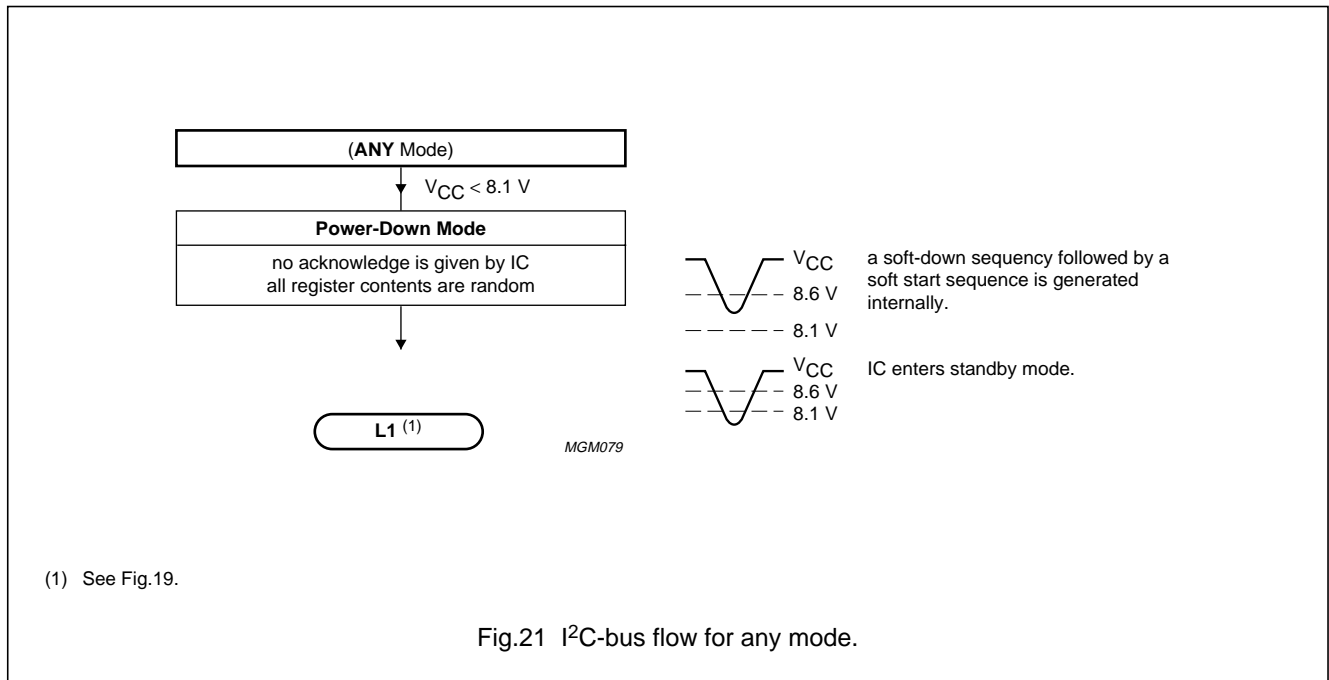 (ANY Mode)
VCC < 8.1 V
Power-Down Mode
no acknowledge is given by IC
all register contents are random
L1 (1)
MGM079
VCC
8.6 V
8.1 V
a soft-down sequency followed by a
soft start sequence is generated
internally.
VCC
8.6 V
8.1 V
IC enters standby mode.
(1) See Fig.19.
Fig.21 I²C-bus flow for any mode.